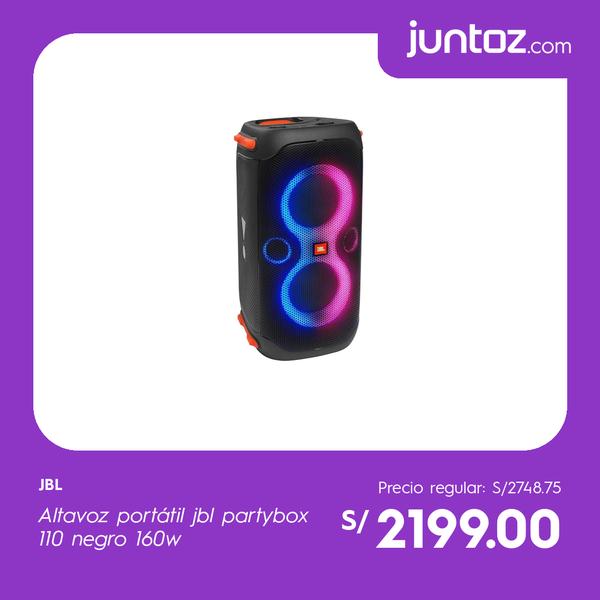 juntoz.com
JBL
JBL
Altavoz portátil jbl partybox
110 negro 160w
Precio regular: S/2748.75
S/ 2199.00